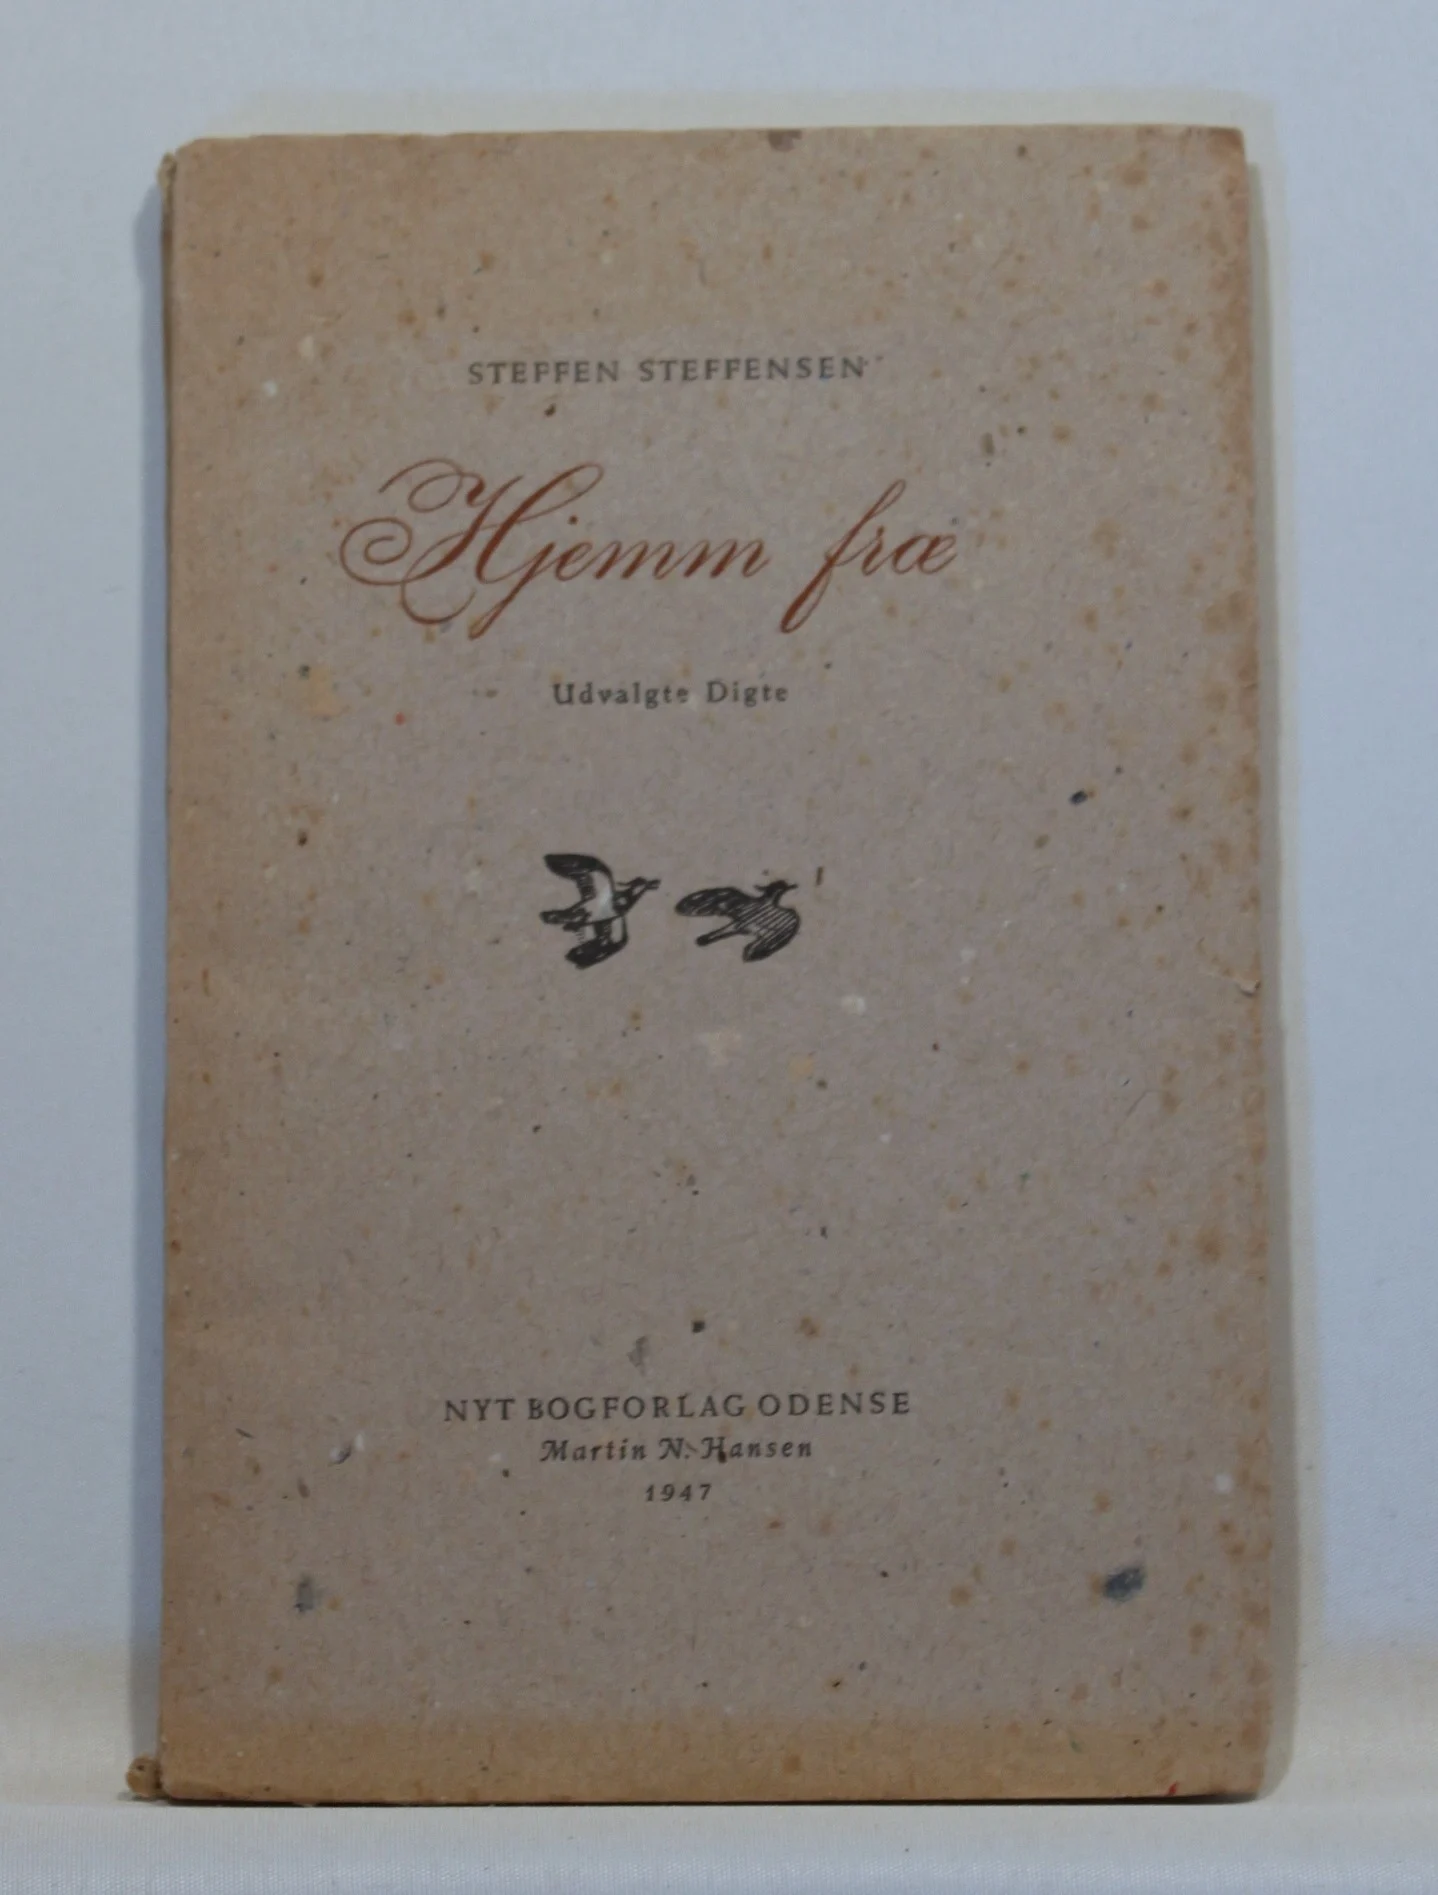 STEFFEN STEFFENSEN
Hjemm fræ
Udvalgte Digte
NYT BOGFORLAG ODENSE
Martin N. Hansen
1947